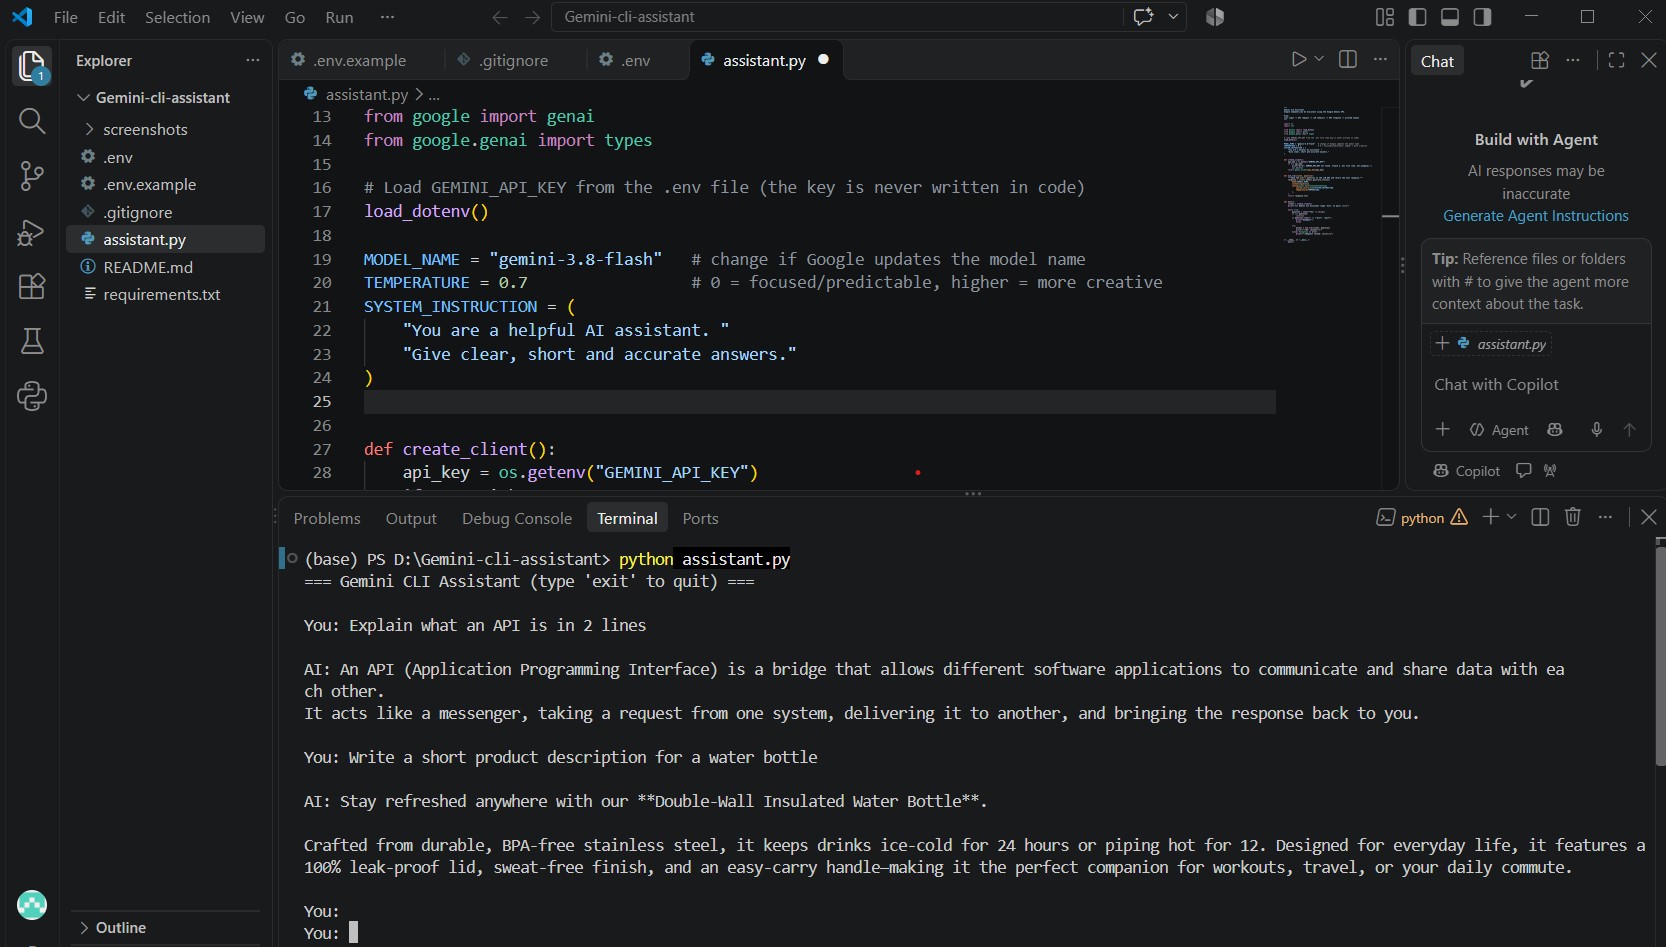 File Edit Selection View Go Run ···
Gemini-cli-assistant
Explorer ···
1
Gemini-cli-assistant
screenshots
.env
.env.example
.gitignore
assistant.py
README.md
requirements.txt
Outline
.env.example
.gitignore
.env
assistant.py
assistant.py > ...
13 from google import genai
14 from google.genai import types
15
16 # Load GEMINI_API_KEY from the .env file (the key is never written in code)
17 load_dotenv()
18
19 MODEL_NAME = "gemini-3.8-flash" # change if Google updates the model name
20 TEMPERATURE = 0.7 # 0 = focused/predictable, higher = more creative
21 SYSTEM_INSTRUCTION = (
22 "You are a helpful AI assistant. "
23 "Give clear, short and accurate answers."
24 )
25
26
27 def create_client():
28 api_key = os.getenv("GEMINI_API_KEY")
Chat
Build with Agent
AI responses may be
inaccurate
Generate Agent Instructions
Tip: Reference files or folders
with # to give the agent more
context about the task.
assistant.py
Chat with Copilot
Agent
Copilot
Problems Output Debug Console Terminal Ports
python
(base) PS D:\Gemini-cli-assistant> python assistant.py
=== Gemini CLI Assistant (type 'exit' to quit) ===
You: Explain what an API is in 2 lines
AI: An API (Application Programming Interface) is a bridge that allows different software applications to communicate and share data with ea
ch other.
It acts like a messenger, taking a request from one system, delivering it to another, and bringing the response back to you.
You: Write a short product description for a water bottle
AI: Stay refreshed anywhere with our **Double-Wall Insulated Water Bottle**.
Crafted from durable, BPA-free stainless steel, it keeps drinks ice-cold for 24 hours or piping hot for 12. Designed for everyday life, it features a
100% leak-proof lid, sweat-free finish, and an easy-carry handle—making it the perfect companion for workouts, travel, or your daily commute.
You:
You: